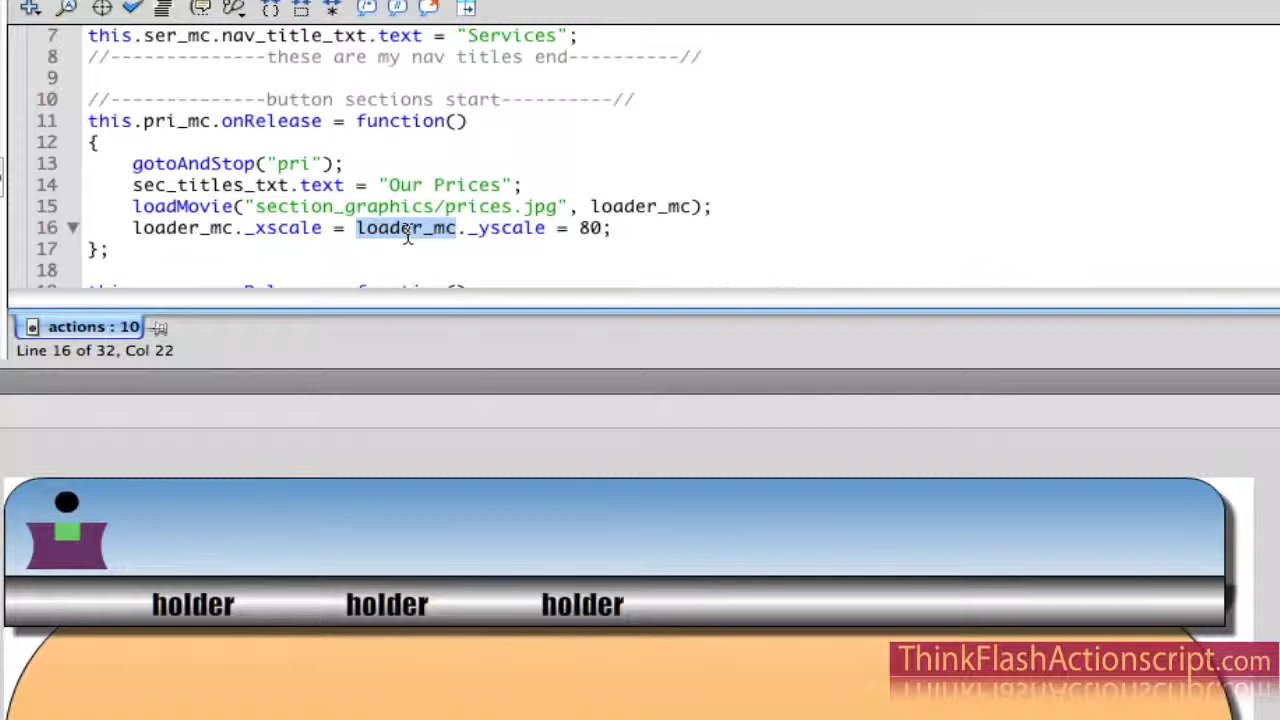 7 this.ser_mc.nav_title_txt.text = "Services";
8 //--------------these are my nav titles end----------//
9
10 //--------------button sections start----------//
11 this.pri_mc.onRelease = function()
12 {
13 gotoAndStop("pri");
14 sec_titles_txt.text = "Our Prices";
15 loadMovie("section_graphics/prices.jpg", loader_mc);
16 loader_mc._xscale = loader_mc._yscale = 80;
17 };
18
actions : 10
Line 16 of 32, Col 22
holder holder holder
ThinkFlashActionscript.com